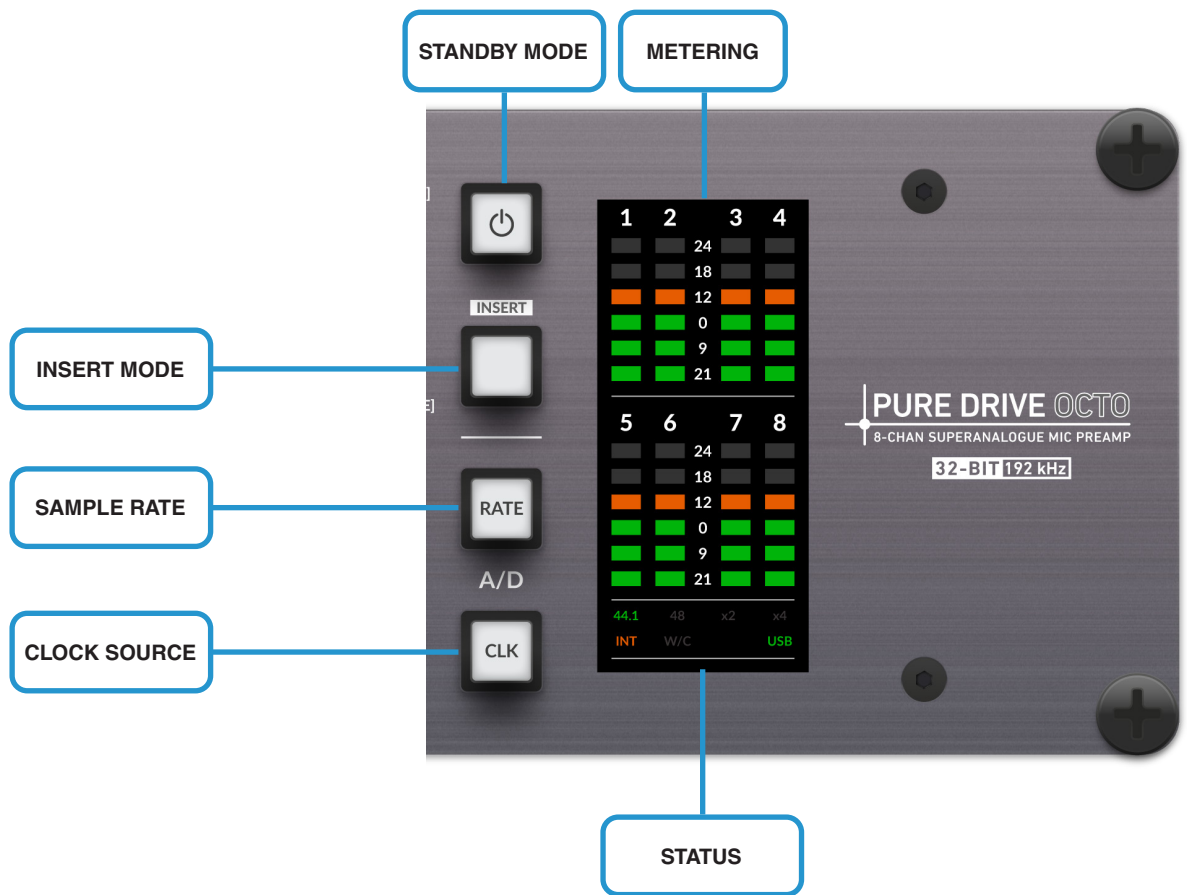 STANDBY MODE
METERING
INSERT
INSERT MODE
SAMPLE RATE
RATE
A/D
CLOCK SOURCE
CLK
1 2 3 4
24
18
12
0
9
21
5 6 7 8
24
18
12
0
9
21
44.1 48 x2 x4
INT W/C USB
PURE DRIVE OCTO
8-CHAN SUPERANALOGUE MIC PREAMP
32-BIT 192 kHz
STATUS